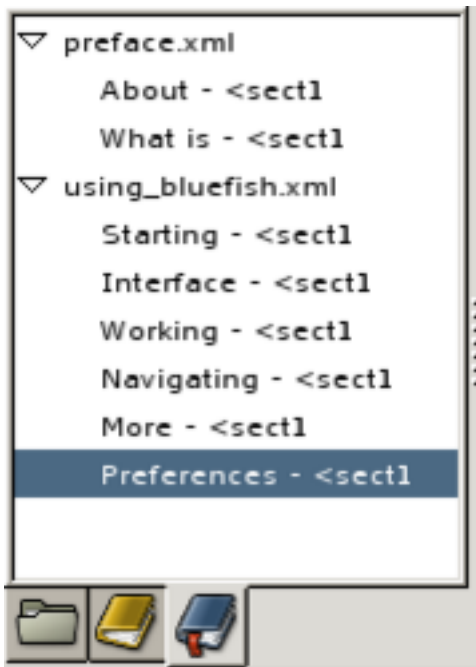 preface.xml
About - <sect1
What is - <sect1
using_bluefish.xml
Starting - <sect1
Interface - <sect1
Working - <sect1
Navigating - <sect1
More - <sect1
Preferences - <sect1